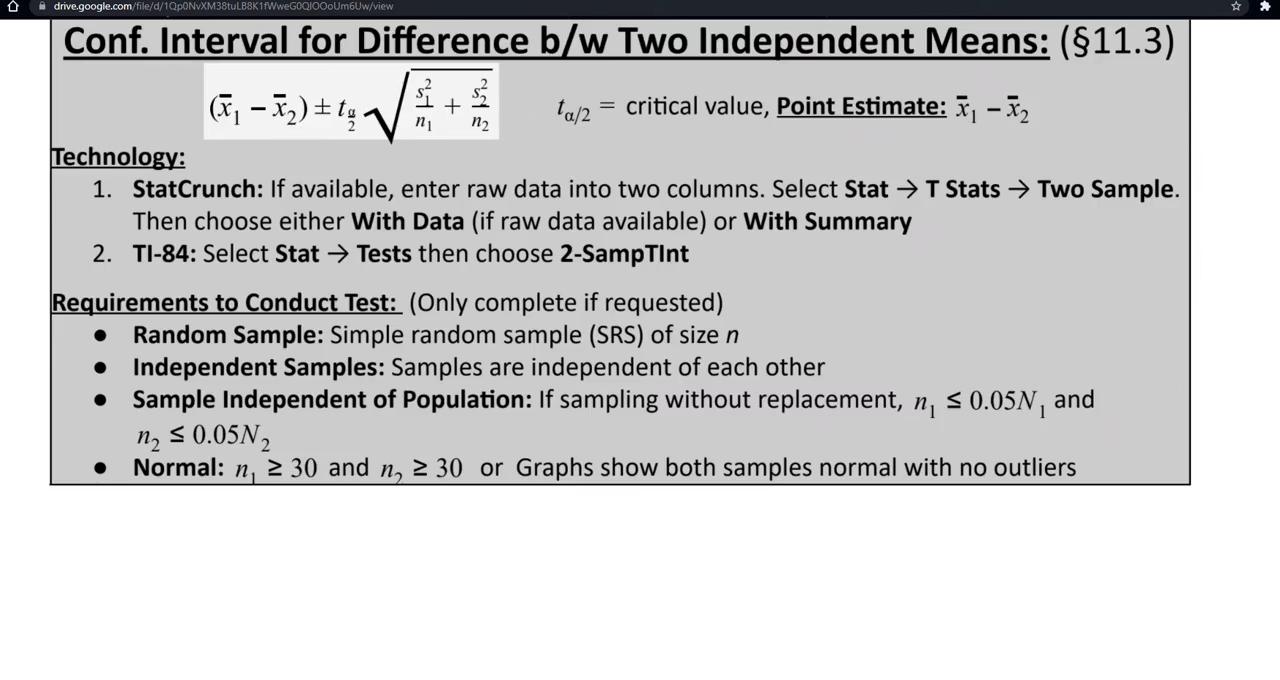 drive.google.com/file/d/1Qp0NvXM38tuLB8K1fWweG0QIOOoUm6Uw/view
Conf. Interval for Difference b/w Two Independent Means: (§11.3)
(x̄₁ − x̄₂) ± t_(α/2) √(s₁²/n₁ + s₂²/n₂) t_(α/2) = critical value, Point Estimate: x̄₁ − x̄₂
Technology:
1. StatCrunch: If available, enter raw data into two columns. Select Stat → T Stats → Two Sample.
Then choose either With Data (if raw data available) or With Summary
2. TI-84: Select Stat → Tests then choose 2-SampTInt
Requirements to Conduct Test: (Only complete if requested)
● Random Sample: Simple random sample (SRS) of size n
● Independent Samples: Samples are independent of each other
● Sample Independent of Population: If sampling without replacement, n₁ ≤ 0.05N₁ and
n₂ ≤ 0.05N₂
● Normal: n₁ ≥ 30 and n₂ ≥ 30 or Graphs show both samples normal with no outliers